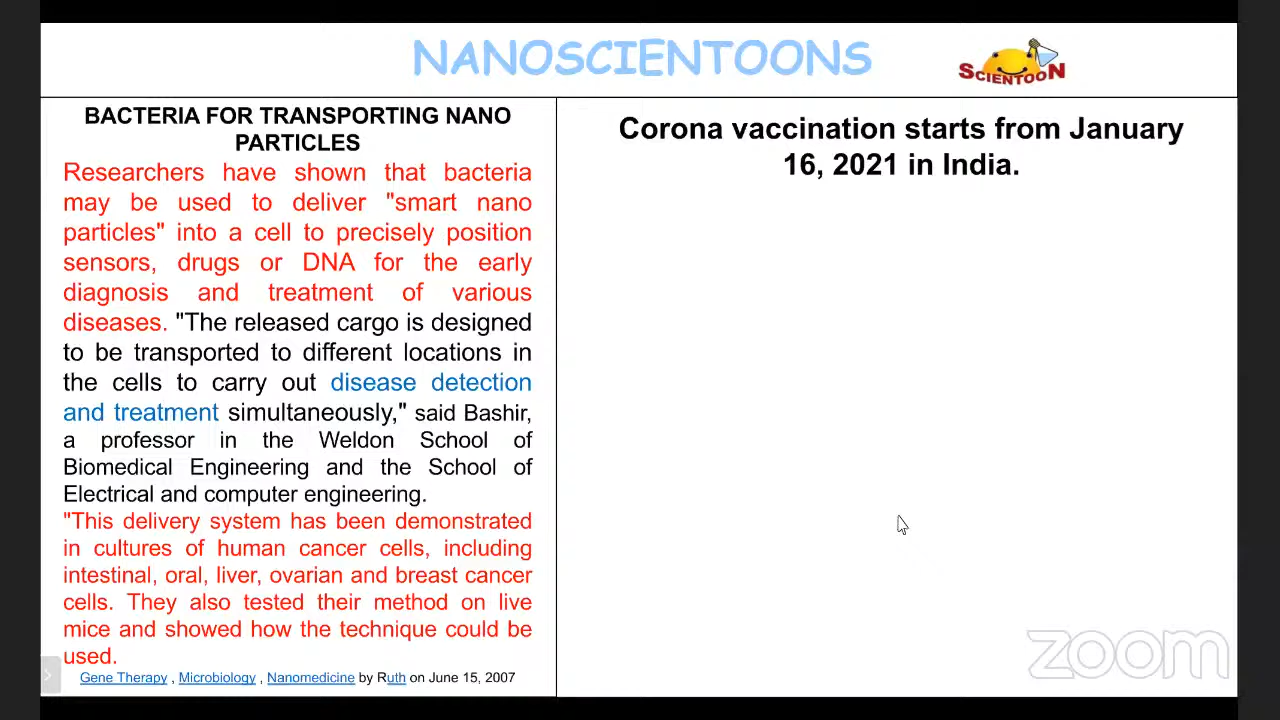 NANOSCIENTOONS
SCIENTOON
BACTERIA FOR TRANSPORTING NANO
PARTICLES
Researchers have shown that bacteria
may be used to deliver "smart nano
particles" into a cell to precisely position
sensors, drugs or DNA for the early
diagnosis and treatment of various
diseases. "The released cargo is designed
to be transported to different locations in
the cells to carry out disease detection
and treatment simultaneously," said Bashir,
a professor in the Weldon School of
Biomedical Engineering and the School of
Electrical and computer engineering.
"This delivery system has been demonstrated
in cultures of human cancer cells, including
intestinal, oral, liver, ovarian and breast cancer
cells. They also tested their method on live
mice and showed how the technique could be
used.
Gene Therapy , Microbiology , Nanomedicine by Ruth on June 15, 2007
Corona vaccination starts from January
16, 2021 in India.
zoom